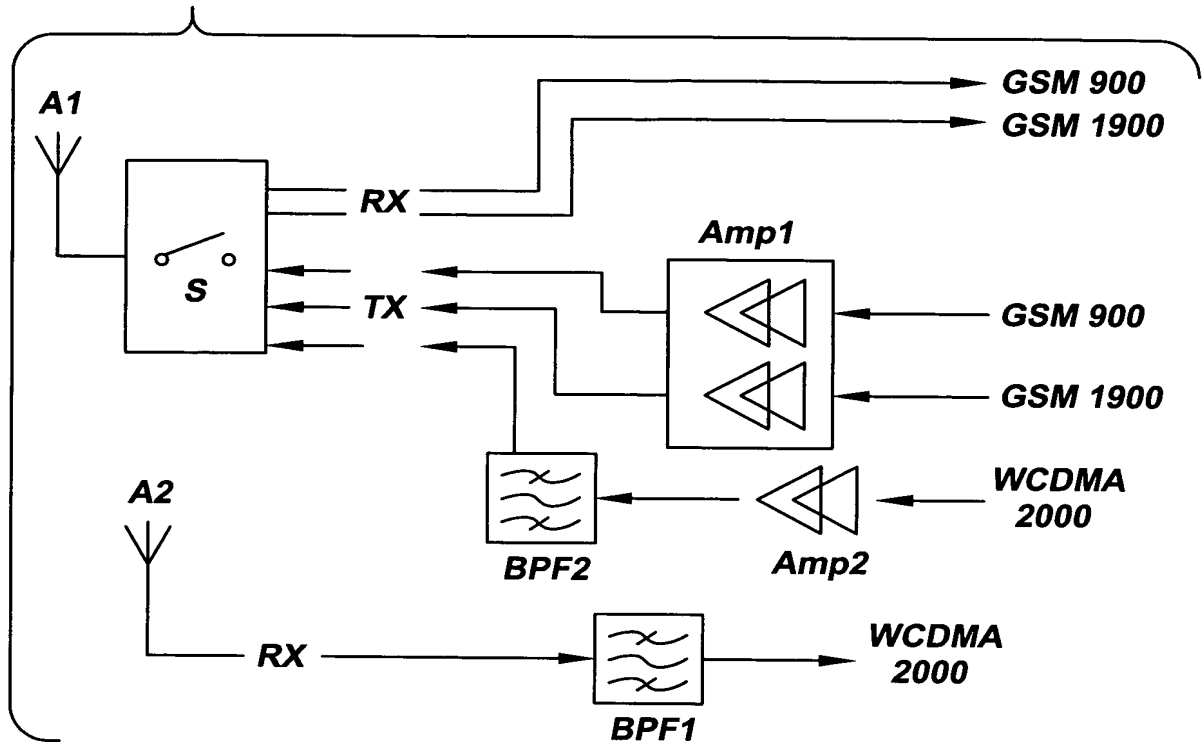 GSM 900
A1
GSM 1900
RX
Amp1
S
TX
GSM 900
GSM 1900
A2
WCDMA
2000
BPF2
Amp2
RX
WCDMA
2000
BPF1